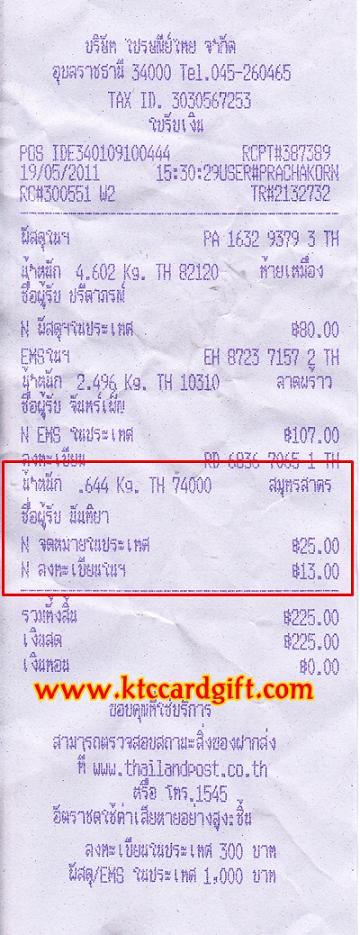 บริษัท ไปรษณีย์ไทย จำกัด
อุบลราชธานี 34000 Tel.045-260465
TAX ID. 3030567253
ใบรับเงิน
POS IDE340109100444 RCPT#387389
19/05/2011 15:30:29USER#PRACHAKORN
RC#300551 W2 TR#2132732
พัสดุในฯ PA 1632 9379 3 TH
น้ำหนัก 4.602 Kg. TH 82120 ท้ายเหมือง
ชื่อผู้รับ ปรีดาภรณ์
N พัสดุฯในประเทศ ฿80.00
EMSในฯ EH 8723 7157 2 TH
น้ำหนัก 2.496 Kg. TH 10310 ลาดพร้าว
ชื่อผู้รับ จันทร์เพ็ญ
N EMS ในประเทศ ฿107.00
ลงทะเบียน RD 6836 7065 1 TH
น้ำหนัก .644 Kg. TH 74000 สมุทรสาคร
ชื่อผู้รับ นันทิยา
N จดหมายในประเทศ ฿25.00
N ลงทะเบียนในฯ ฿13.00
รวมทั้งสิ้น ฿225.00
เงินสด ฿225.00
เงินทอน ฿0.00
www.ktccardgift.com
ขอบคุณที่ใช้บริการ
สามารถตรวจสอบสถานะสิ่งของฝากส่ง
ที่ www.thailandpost.co.th
หรือ โทร.1545
อัตราชดใช้ค่าเสียหายอย่างสูง:ชิ้น
ลงทะเบียนในประเทศ 300 บาท
พัสดุ/EMS ในประเทศ 1,000 บาท